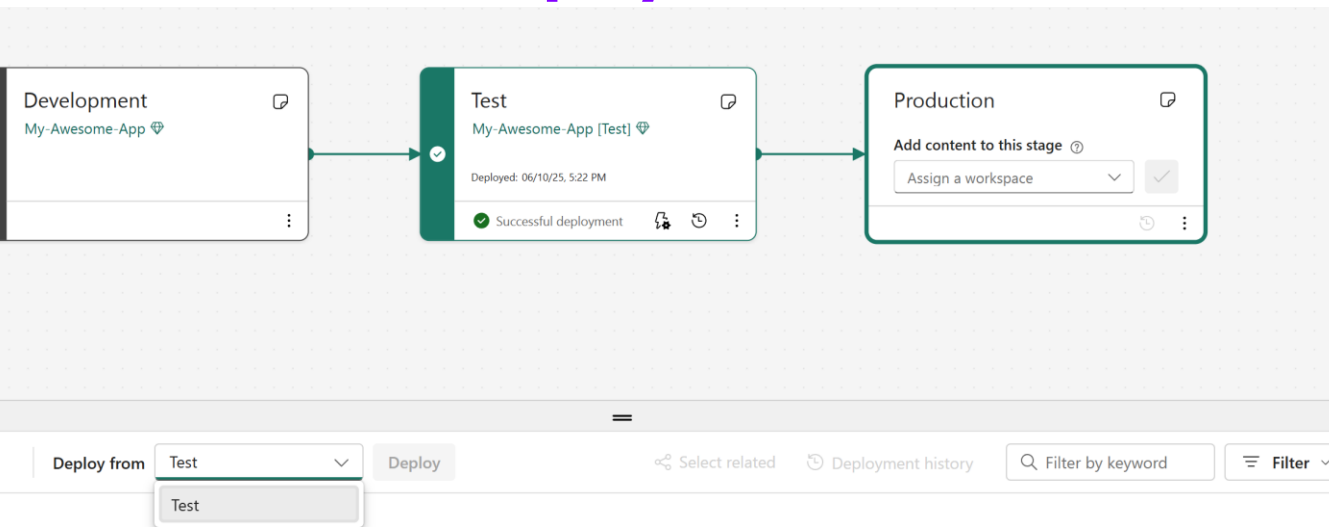 Development
My-Awesome-App
Test
My-Awesome-App [Test]
Deployed: 06/10/25, 5:22 PM
Successful deployment
Production
Add content to this stage
Assign a workspace
Deploy from
Test
Deploy
Select related
Deployment history
Filter by keyword
Filter
Test